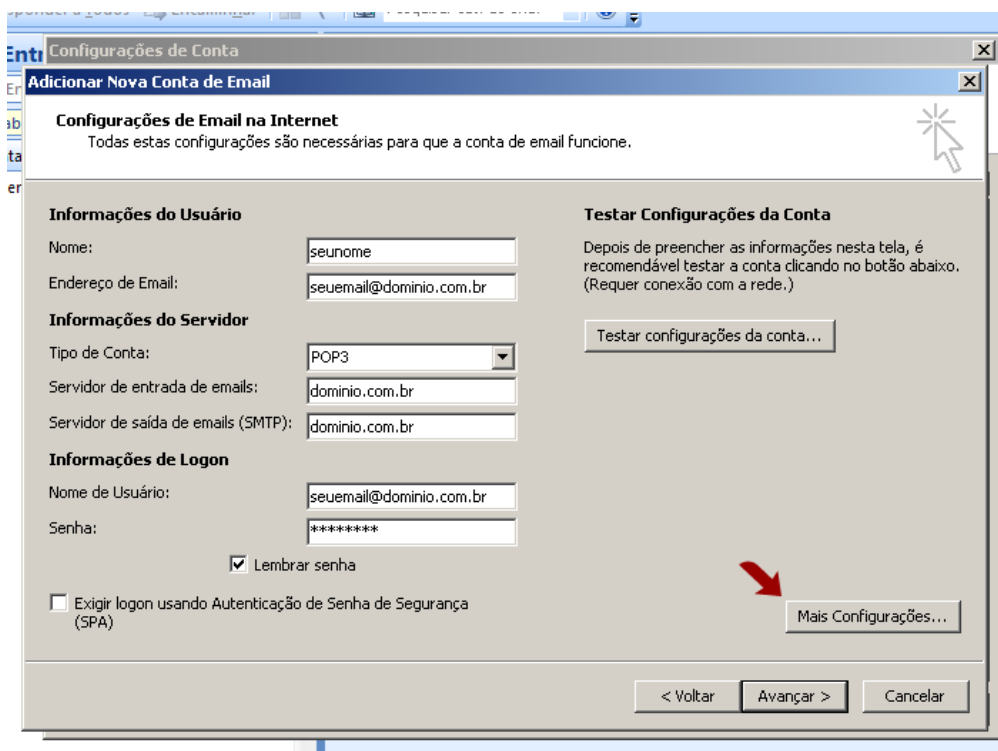 Configurações de Conta
Adicionar Nova Conta de Email
Configurações de Email na Internet
Todas estas configurações são necessárias para que a conta de email funcione.
Informações do Usuário
Nome:
seunome
Endereço de Email:
seuemail@dominio.com.br
Informações do Servidor
Tipo de Conta:
POP3
Servidor de entrada de emails:
dominio.com.br
Servidor de saída de emails (SMTP):
dominio.com.br
Informações de Logon
Nome de Usuário:
seuemail@dominio.com.br
Senha:
********
Lembrar senha
Exigir logon usando Autenticação de Senha de Segurança
(SPA)
Testar Configurações da Conta
Depois de preencher as informações nesta tela, é
recomendável testar a conta clicando no botão abaixo.
(Requer conexão com a rede.)
Testar configurações da conta...
Mais Configurações...
< Voltar
Avançar >
Cancelar